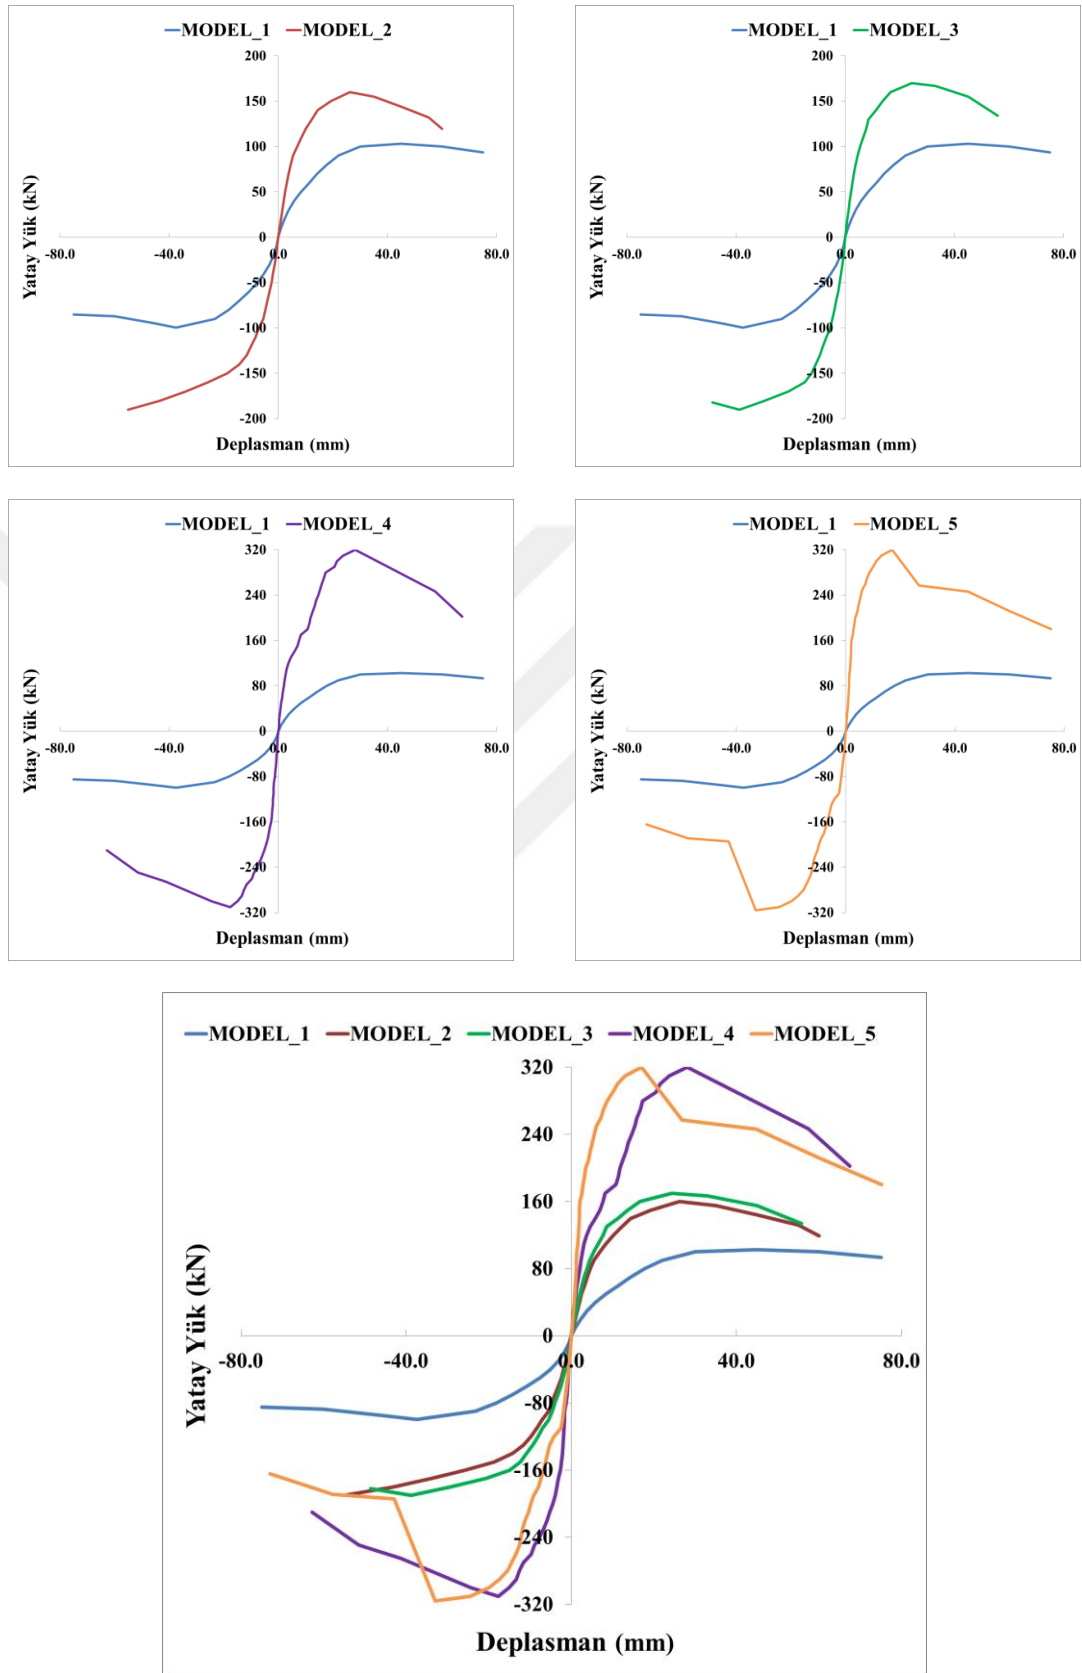 MODEL_1 MODEL_2
200
150
100
50
0
-80.0 -40.0 0.0 40.0 80.0
-50
-100
-150
-200
Yatay Yük (kN)
Deplasman (mm)
MODEL_1 MODEL_3
200
150
100
50
0
-80.0 -40.0 0.0 40.0 80.0
-50
-100
-150
-200
Yatay Yük (kN)
Deplasman (mm)
MODEL_1 MODEL_4
320
240
160
80
0
-80.0 -40.0 0.0 40.0 80.0
-80
-160
-240
-320
Yatay Yük (kN)
Deplasman (mm)
MODEL_1 MODEL_5
320
240
160
80
0
-80.0 -40.0 0.0 40.0 80.0
-80
-160
-240
-320
Yatay Yük (kN)
Deplasman (mm)
MODEL_1 MODEL_2 MODEL_3 MODEL_4 MODEL_5
320
240
160
80
0
-80.0 -40.0 0.0 40.0 80.0
-80
-160
-240
-320
Yatay Yük (kN)
Deplasman (mm)